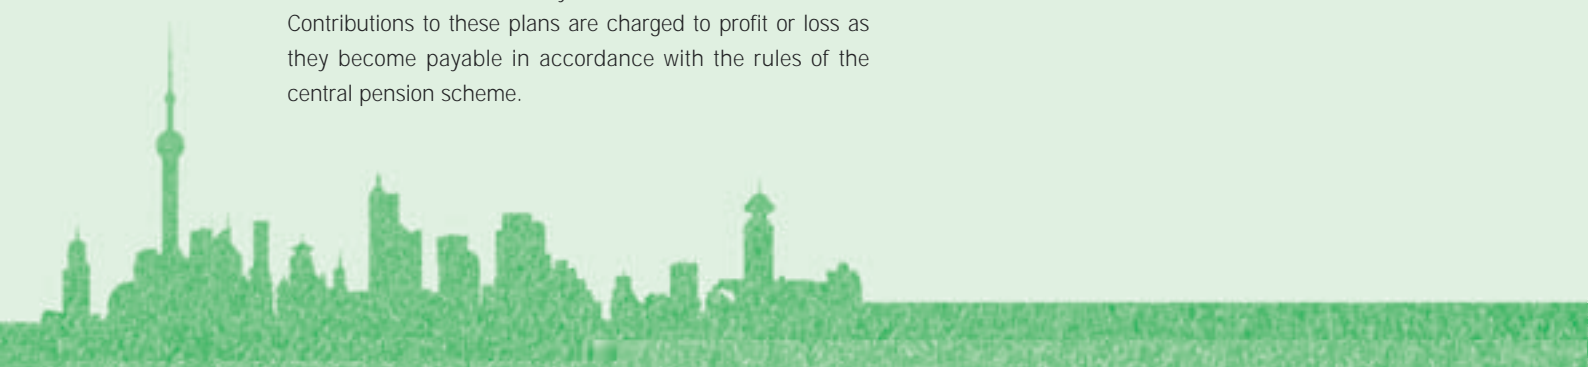 Contributions to these plans are charged to profit or loss as
they become payable in accordance with the rules of the
central pension scheme.